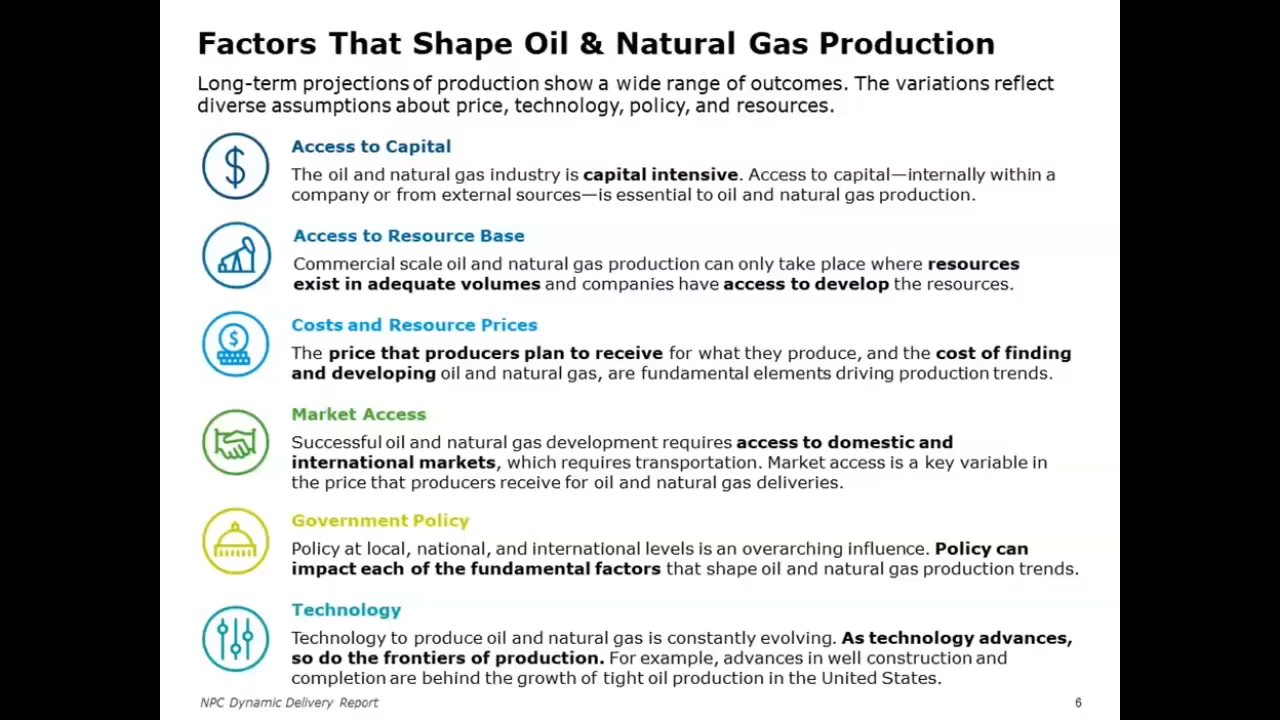 Factors That Shape Oil & Natural Gas Production
Long-term projections of production show a wide range of outcomes. The variations reflect
diverse assumptions about price, technology, policy, and resources.
$
Access to Capital
The oil and natural gas industry is capital intensive. Access to capital—internally within a
company or from external sources—is essential to oil and natural gas production.
Access to Resource Base
Commercial scale oil and natural gas production can only take place where resources
exist in adequate volumes and companies have access to develop the resources.
$
Costs and Resource Prices
The price that producers plan to receive for what they produce, and the cost of finding
and developing oil and natural gas, are fundamental elements driving production trends.
Market Access
Successful oil and natural gas development requires access to domestic and
international markets, which requires transportation. Market access is a key variable in
the price that producers receive for oil and natural gas deliveries.
Government Policy
Policy at local, national, and international levels is an overarching influence. Policy can
impact each of the fundamental factors that shape oil and natural gas production trends.
Technology
Technology to produce oil and natural gas is constantly evolving. As technology advances,
so do the frontiers of production. For example, advances in well construction and
completion are behind the growth of tight oil production in the United States.
NPC Dynamic Delivery Report
6